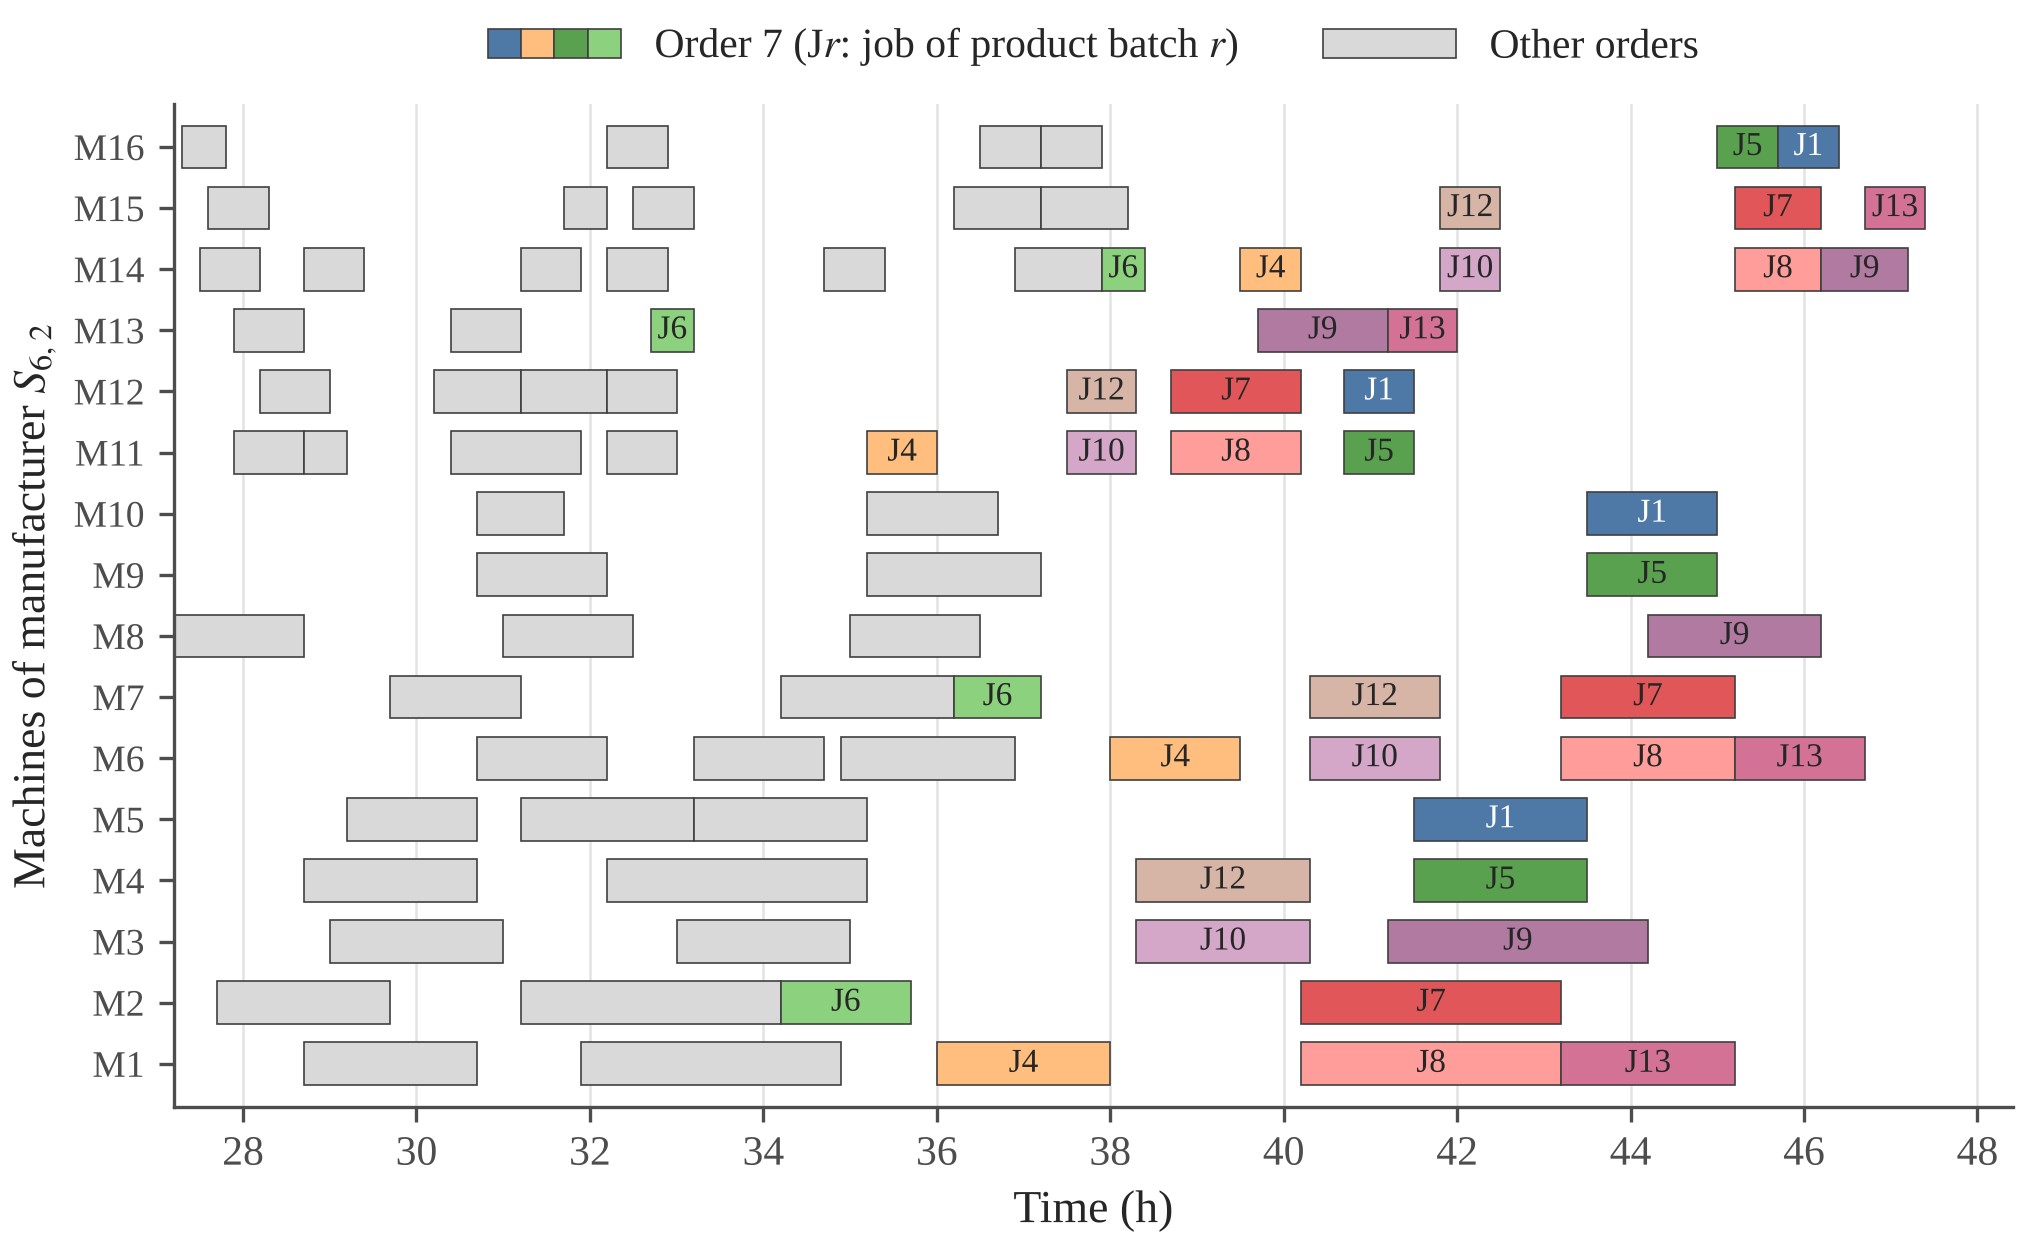 Order 7 (Jr: job of product batch r) Other orders
Machines of manufacturer S6, 2
M16 J5 J1
M15 J12 J7 J13
M14 J6 J4 J10 J8 J9
M13 J6 J9 J13
M12 J12 J7 J1
M11 J4 J10 J8 J5
M10 J1
M9 J5
M8 J9
M7 J6 J12 J7
M6 J4 J10 J8 J13
M5 J1
M4 J12 J5
M3 J10 J9
M2 J6 J7
M1 J4 J8 J13
28 30 32 34 36 38 40 42 44 46 48
Time (h)